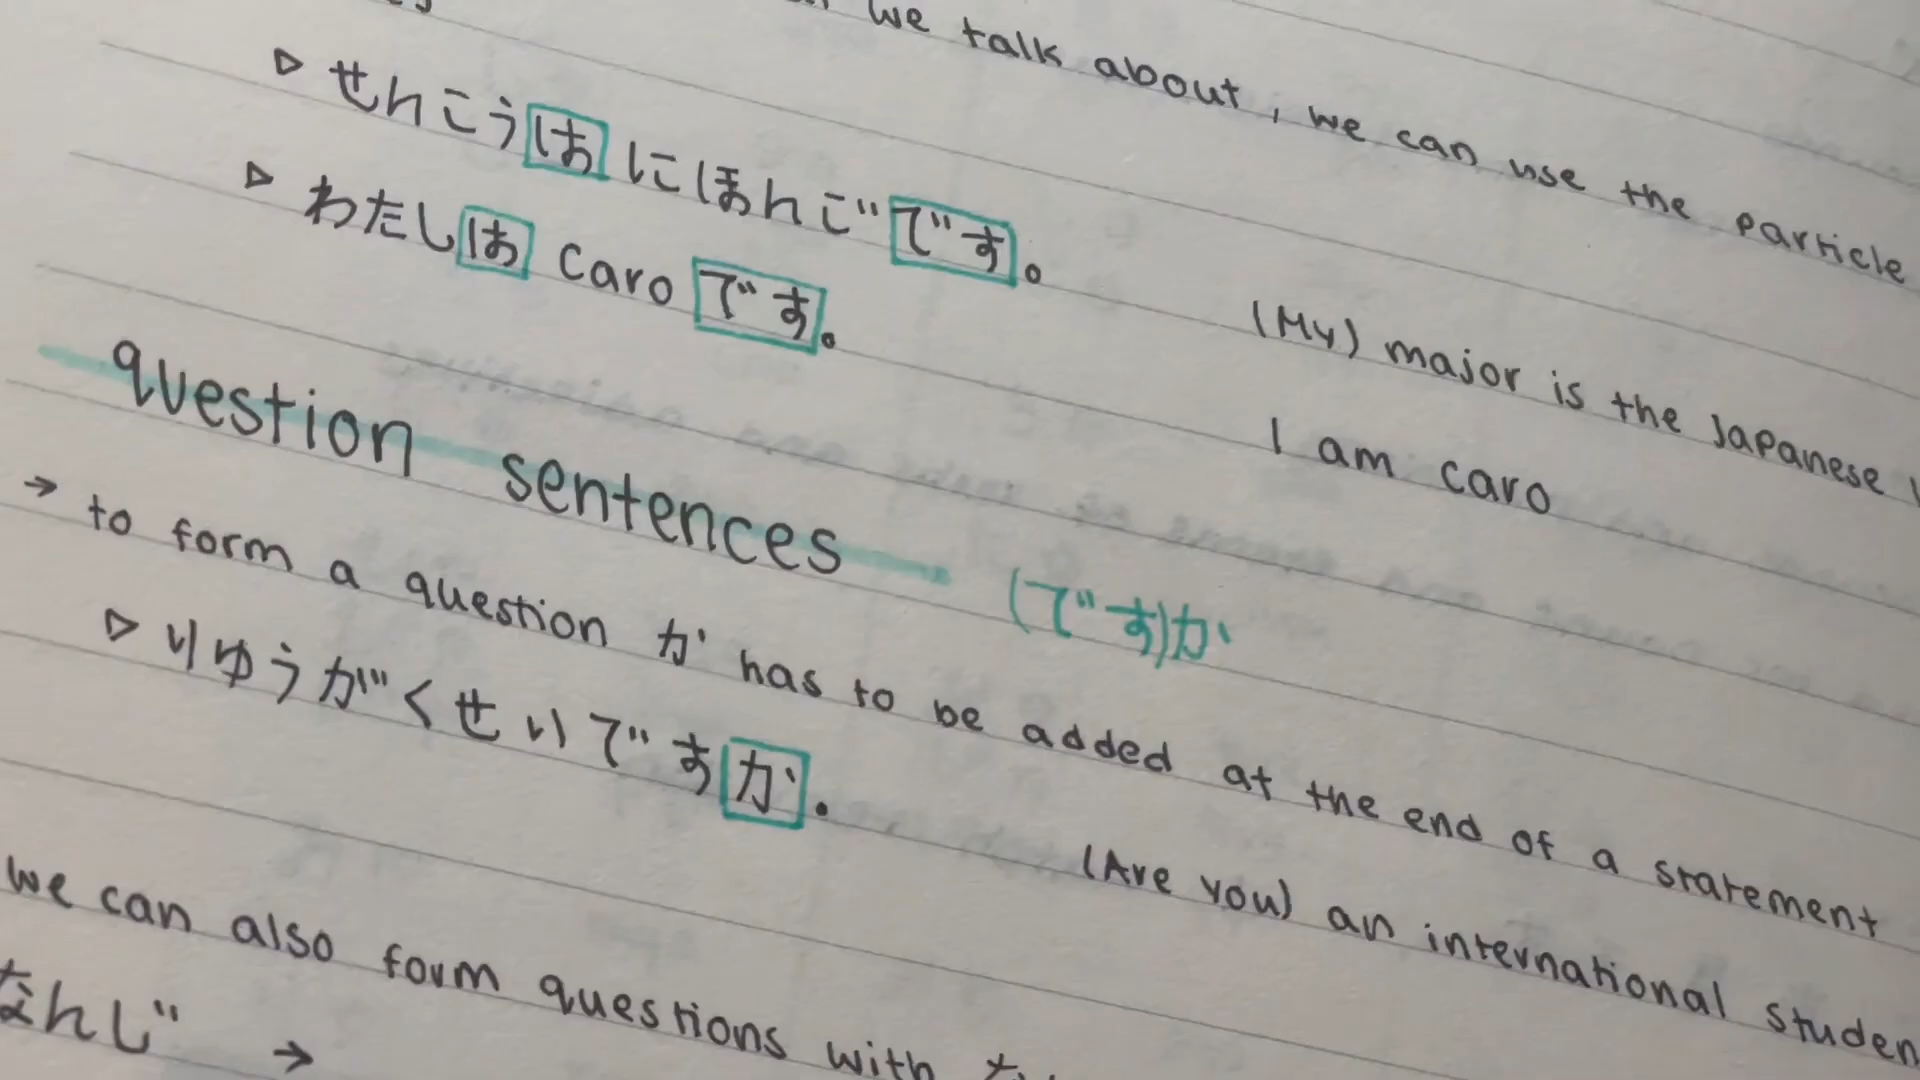 we talk about, we can use the particle
▷ せんこうは にほんごです。
(My) major is the Japanese
▷ わたしは caro です。
I am caro
question sentences (です)か
→ to form a question か has to be added at the end of a statement
▷ りゅうがくせいですか.
(Are you) an international
we can also form questions with
なんじ →